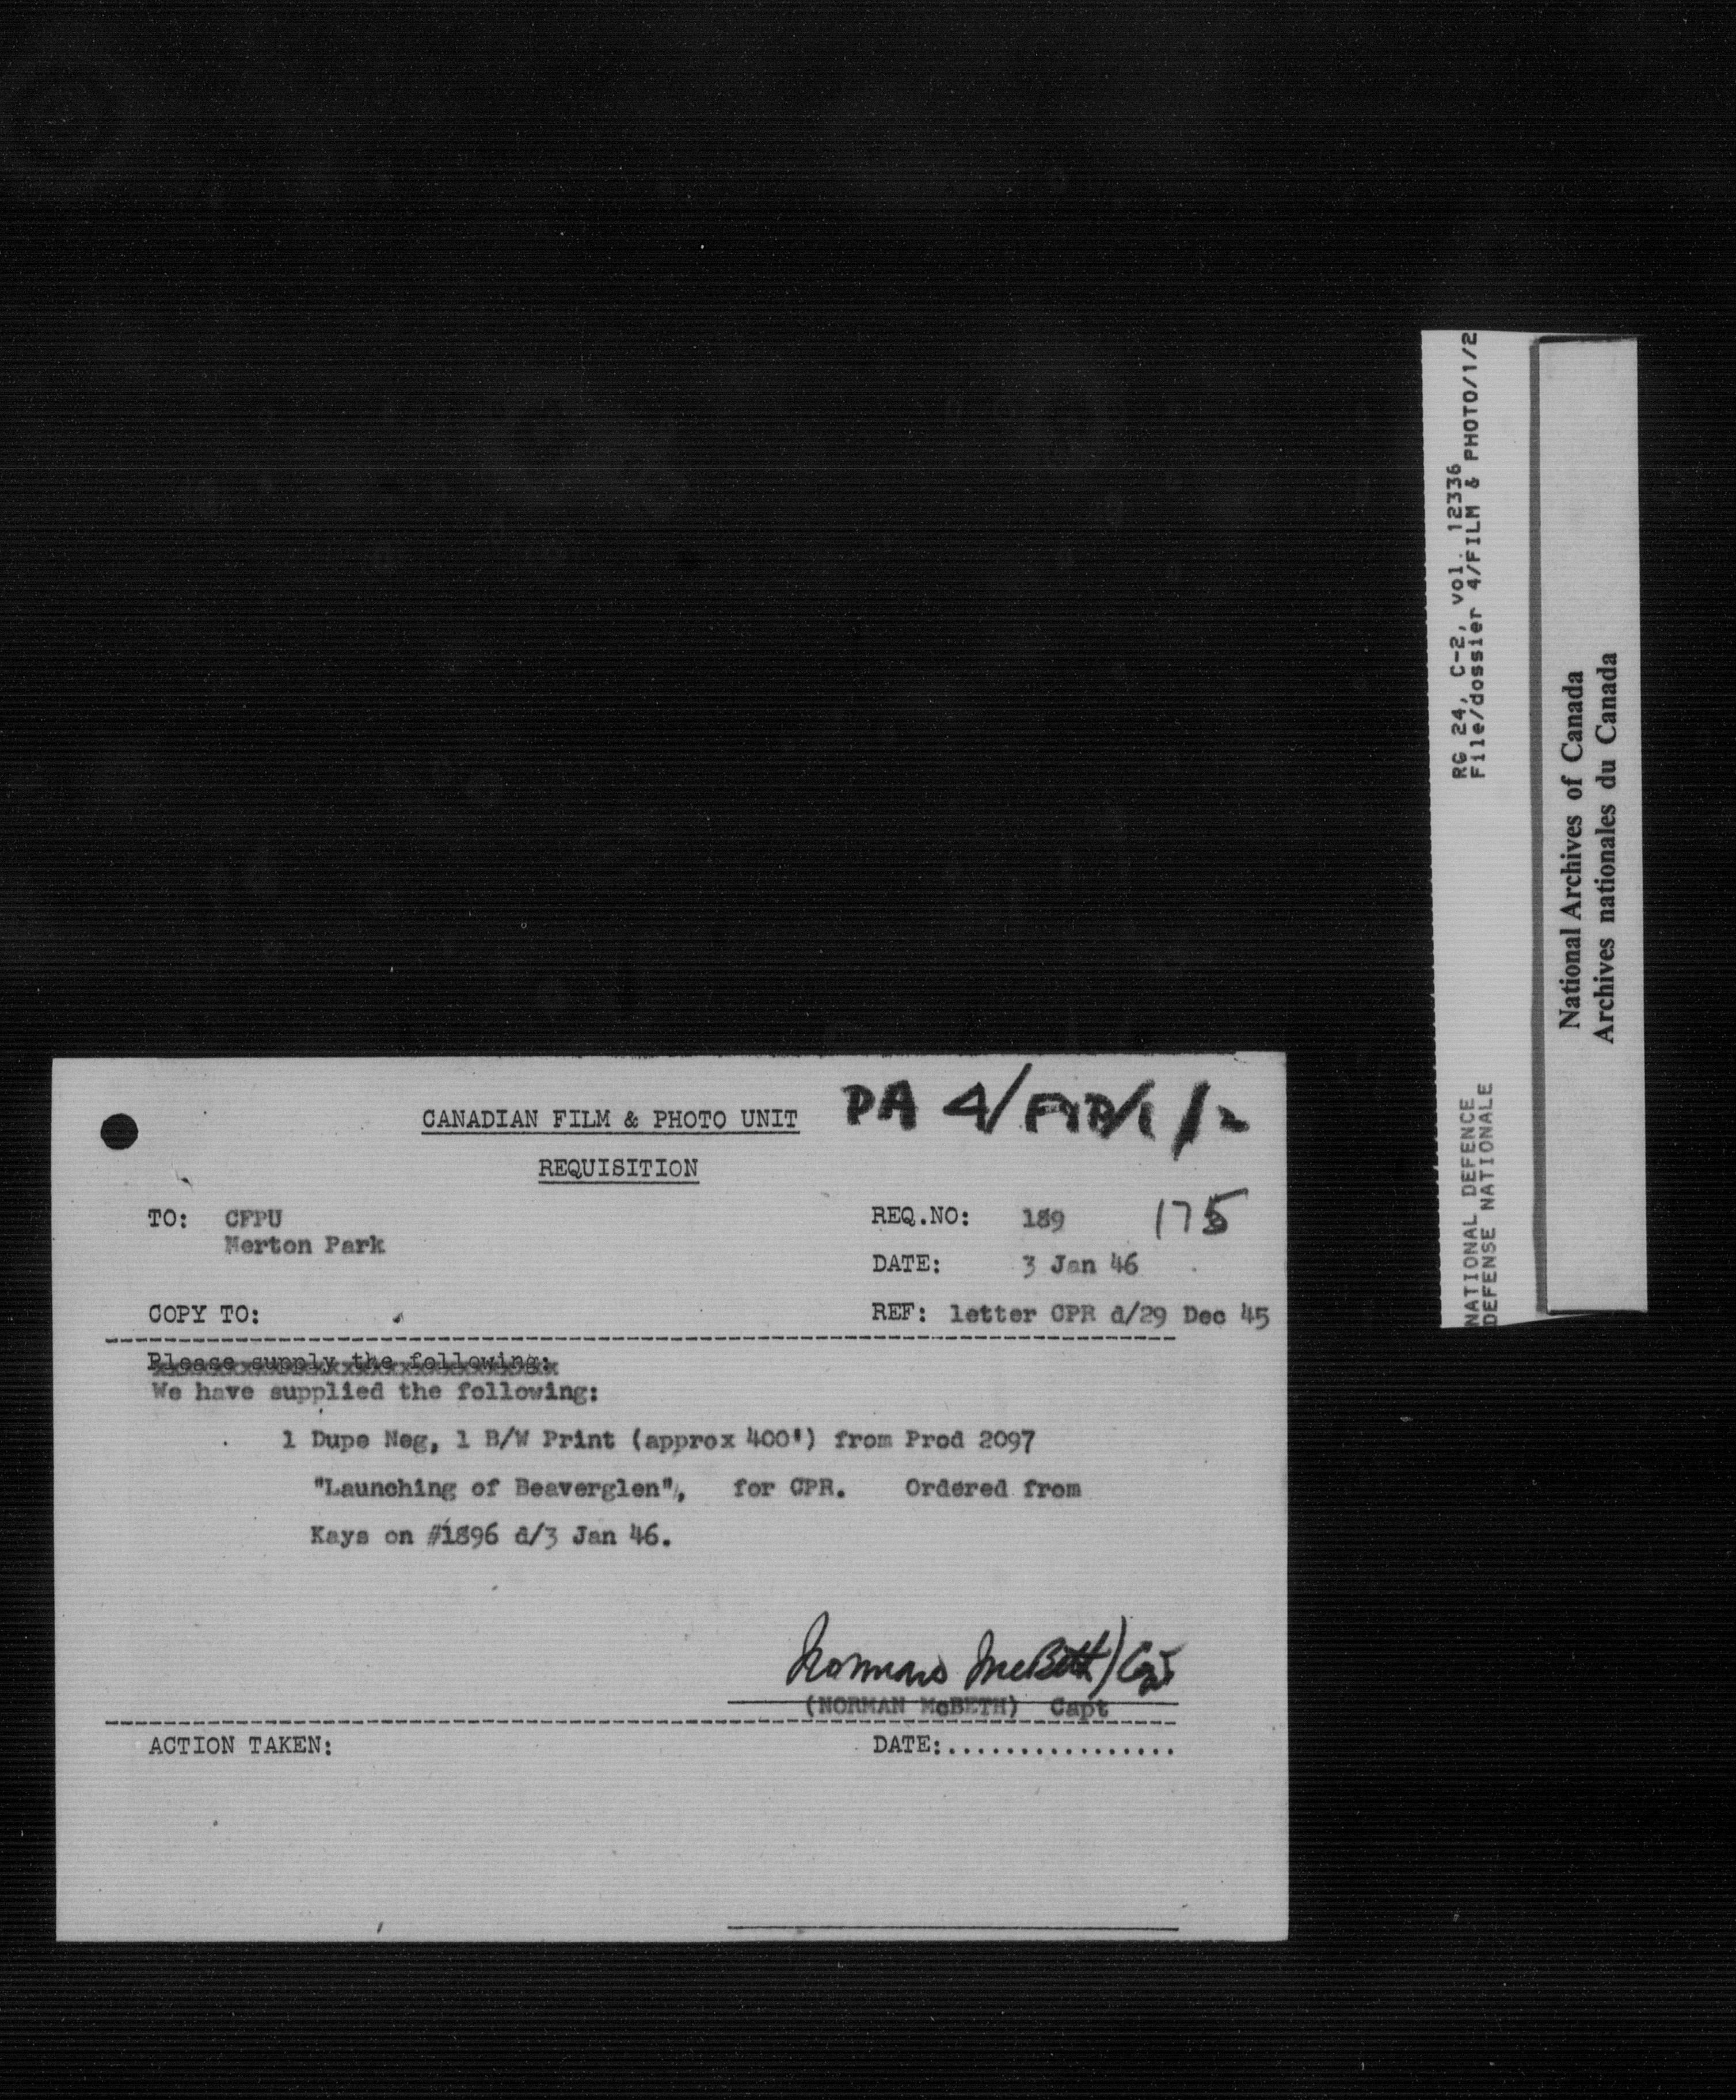 CANADIAN FILM & PHOTO UNIT
PA 4/F&P/1/2
REQUISITION
TO: CFPU
Merton Park
REQ.NO: 189
175
DATE: 3 Jan 46
COPY TO:
REF: letter CPR d/29 Dec 45
Please supply the following:
We have supplied the following:
1 Dupe Neg, 1 B/W Print (approx 400') from Prod 2097
"Launching of Beaverglen", for CPR. Ordered from
Kays on #1896 d/3 Jan 46.
Norman McBeth) Capt
(NORMAN McBETH) Capt
ACTION TAKEN:
DATE:.................
NATIONAL DEFENCE
DEFENSE NATIONALE
RG 24, C-2, vol. 12336
File/dossier 4/FILM & PHOTO/1/2
National Archives of Canada
Archives nationales du Canada